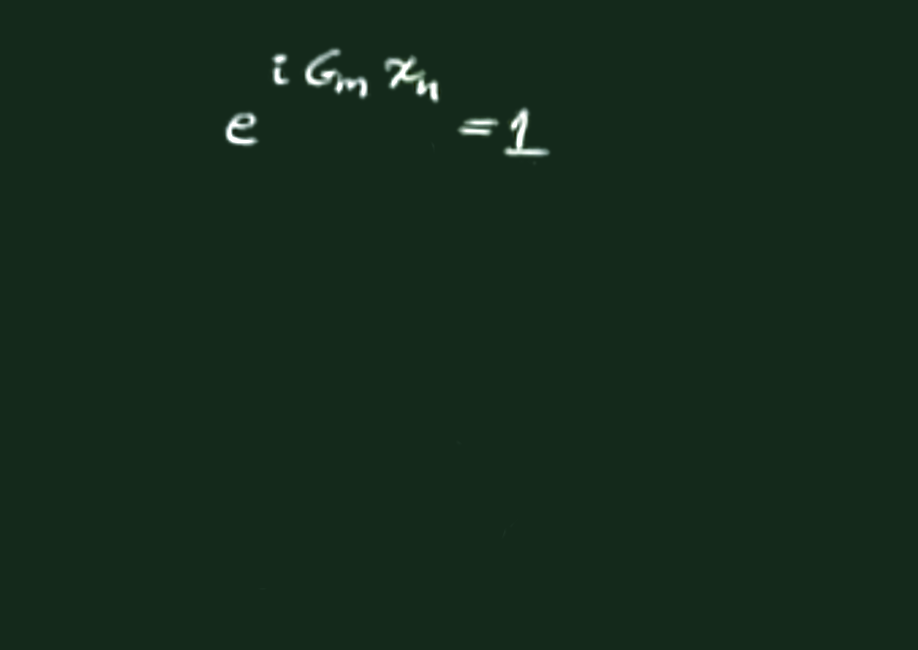 e^{i G_m x_n} = 1